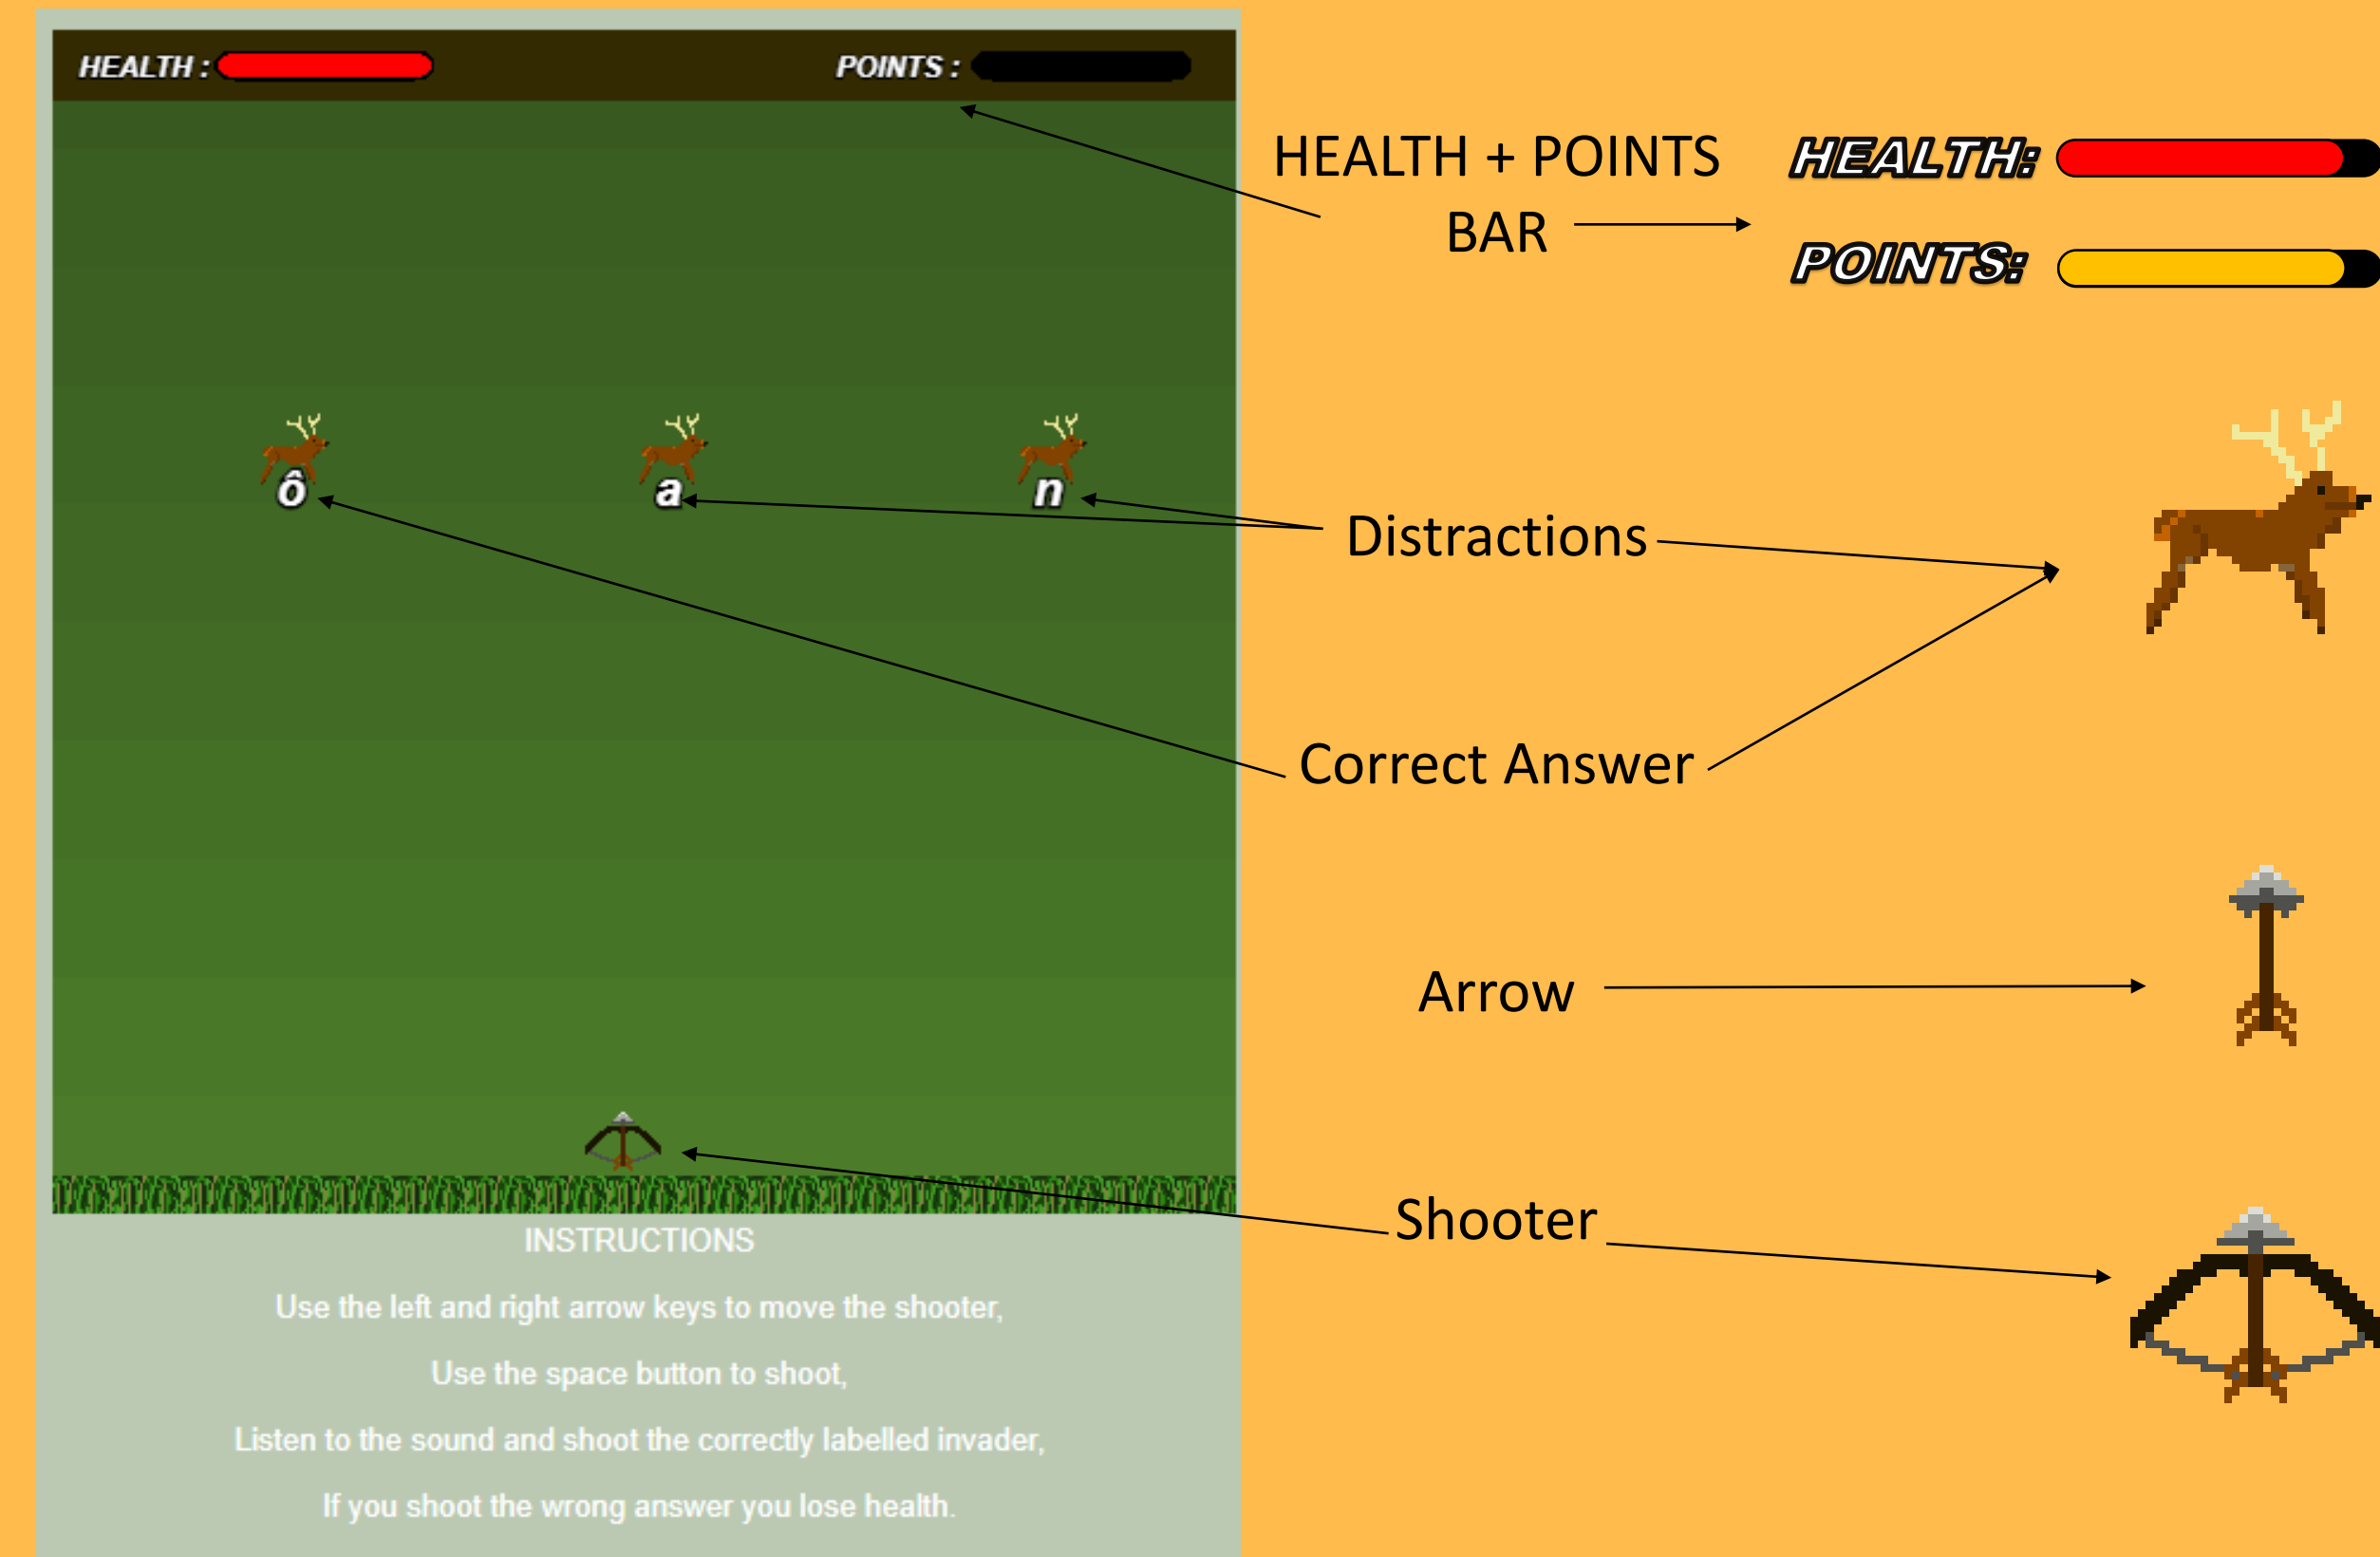 HEALTH :
POINTS :
ô
a
n
INSTRUCTIONS
Use the left and right arrow keys to move the shooter,
Use the space button to shoot,
Listen to the sound and shoot the correctly labelled invader,
If you shoot the wrong answer you lose health.
HEALTH + POINTS
BAR
HEALTH:
POINTS:
Distractions
Correct Answer
Arrow
Shooter